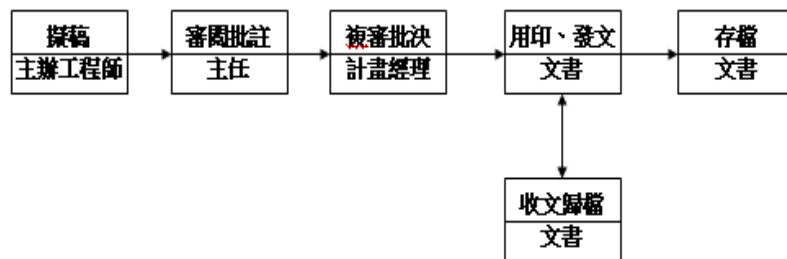 擬稿
主辦工程師
審閱批註
主任
複審批決
計畫經理
用印、發文
文書
存檔
文書
收文歸檔
文書